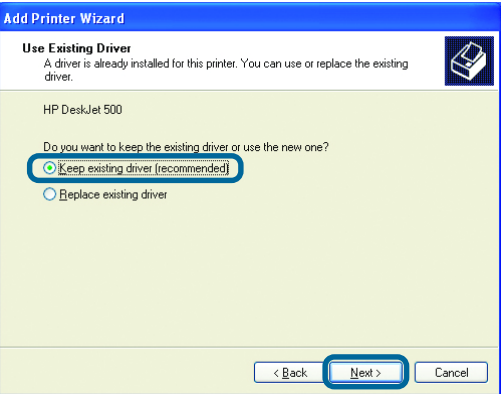 Add Printer Wizard
Use Existing Driver
A driver is already installed for this printer. You can use or replace the existing
driver.
HP DeskJet 500
Do you want to keep the existing driver or use the new one?
Keep existing driver (recommended)
Replace existing driver
< Back
Next >
Cancel